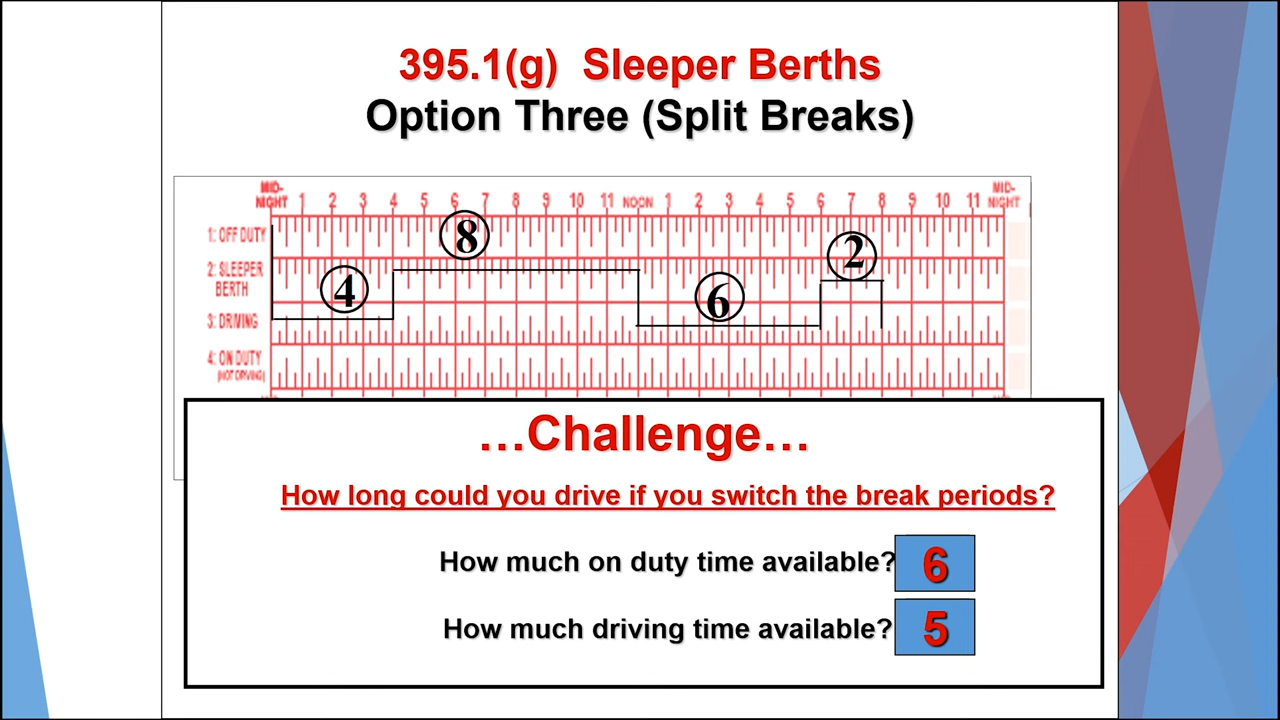 395.1(g) Sleeper Berths
Option Three (Split Breaks)
MID-
NIGHT 1 2 3 4 5 6 7 8 9 10 11 NOON 1 2 3 4 5 6 7 8 9 10 11 MID-
NIGHT
1: OFF DUTY
8
2
2: SLEEPER
BERTH
4
6
3: DRIVING
4: ON DUTY
(NOT DRIVING)
...Challenge...
How long could you drive if you switch the break periods?
How much on duty time available? 6
How much driving time available? 5